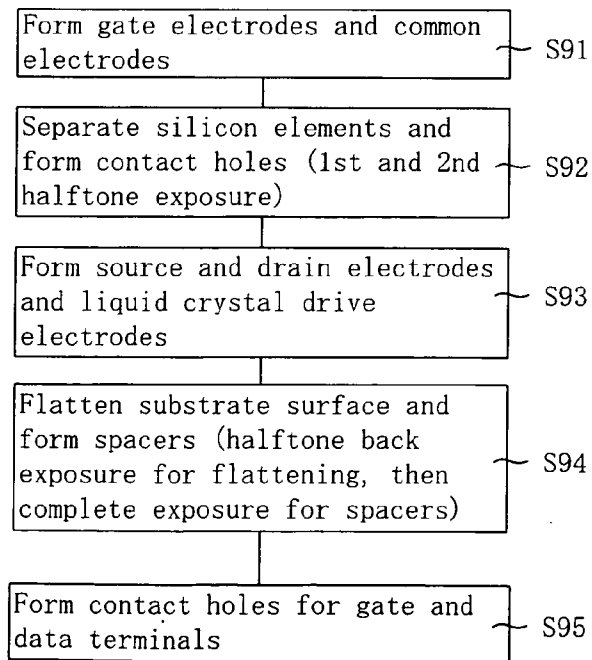 Form gate electrodes and common
electrodes
S91
Separate silicon elements and
form contact holes (1st and 2nd
halftone exposure)
S92
Form source and drain electrodes
and liquid crystal drive
electrodes
S93
Flatten substrate surface and
form spacers (halftone back
exposure for flattening, then
complete exposure for spacers)
S94
Form contact holes for gate and
data terminals
S95